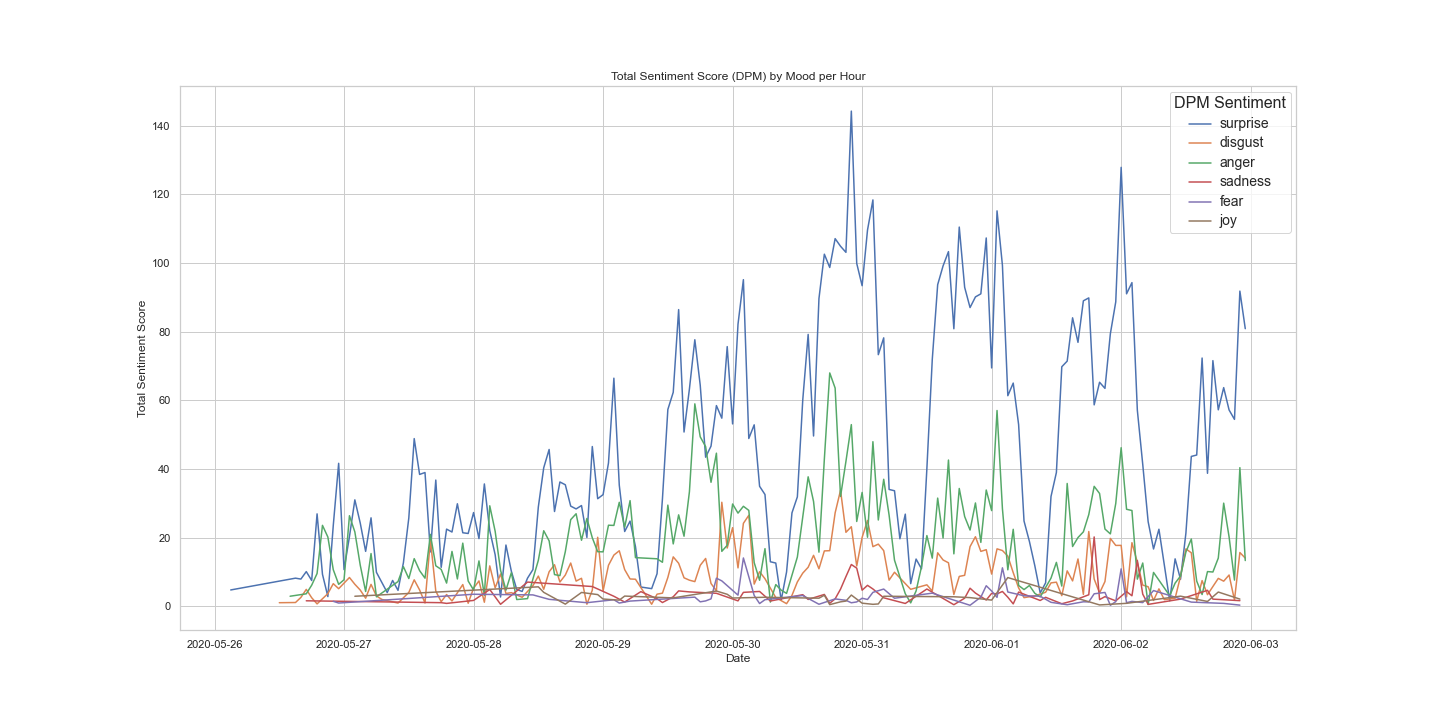 Total Sentiment Score (DPM) by Mood per Hour
DPM Sentiment
surprise
disgust
anger
sadness
fear
joy
Total Sentiment Score
140
120
100
80
60
40
20
0
2020-05-26
2020-05-27
2020-05-28
2020-05-29
2020-05-30
2020-05-31
2020-06-01
2020-06-02
2020-06-03
Date